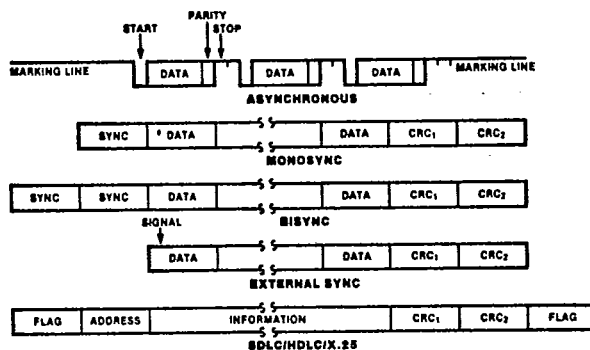 PARITY
START STOP
MARKING LINE DATA DATA DATA MARKING LINE
ASYNCHRONOUS
SYNC DATA DATA CRC₁ CRC₂
MONOSYNC
SYNC SYNC DATA DATA CRC₁ CRC₂
BISYNC
SIGNAL
DATA DATA CRC₁ CRC₂
EXTERNAL SYNC
FLAG ADDRESS INFORMATION CRC₁ CRC₂ FLAG
SDLC/HDLC/X.25